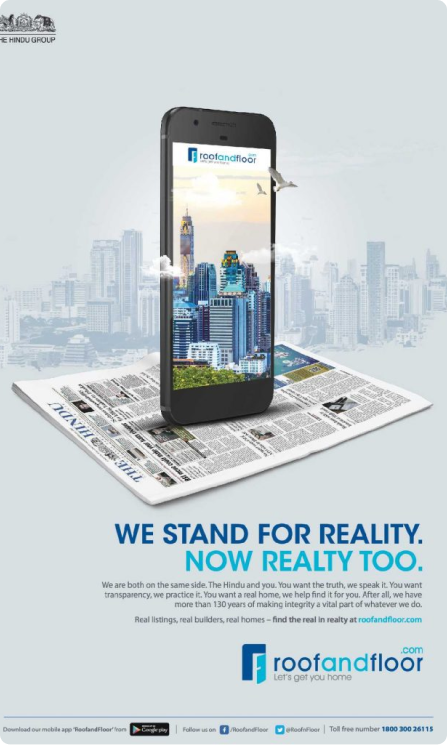 THE HINDU GROUP
roofandfloor
.com
THE HINDU
WE STAND FOR REALITY.
NOW REALTY TOO.
We are both on the same side. The Hindu and you. You want the truth, we speak it. You want
transparency, we practice it. You want a real home, we help find it for you. After all, we have
more than 130 years of making integrity a vital part of whatever we do.
Real listings, real builders, real homes – find the real in realty at roofandfloor.com
.com
roofandfloor
Let's get you home
Download our mobile app "RoofandFloor" from Google play | Follow us on /RoofandFloor @RoofnFloor | Toll free number 1800 300 26115